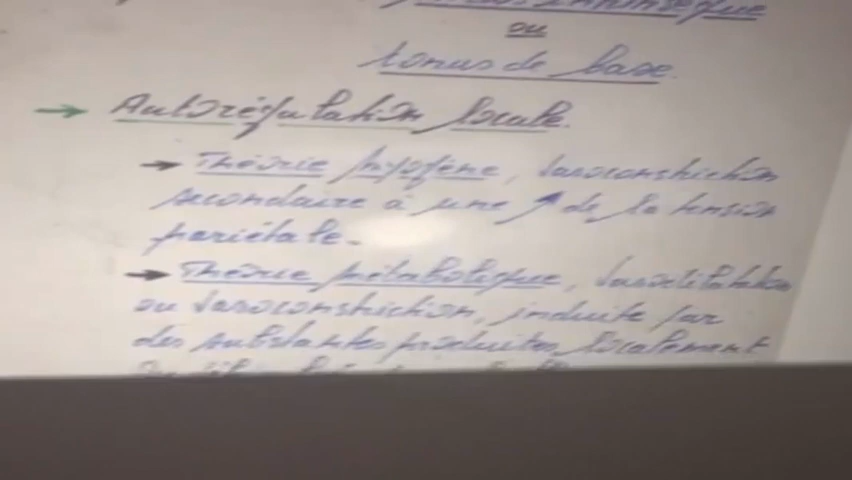 ou
tonus de base.
→ Autorégulation locale.
→ Théorie myogène, vasoconstriction
secondaire à une ↗ de la tension
pariétale.
→ Théorie métabolique, vasodilatation
ou vasoconstriction, induite par
des substances produites localement